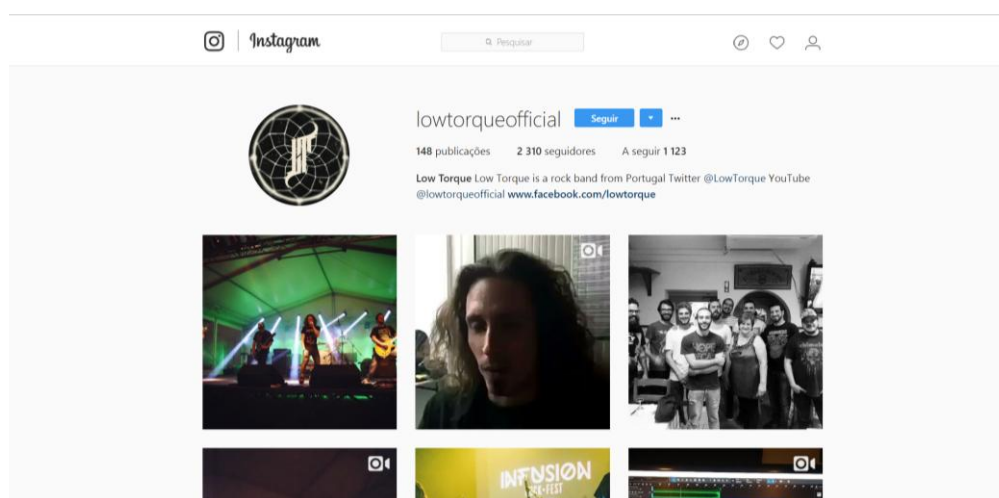 Instagram
Pesquisar
lowtorqueofficial Seguir
148 publicações 2 310 seguidores A seguir 1 123
Low Torque Low Torque is a rock band from Portugal Twitter @LowTorque YouTube
@lowtorqueofficial www.facebook.com/lowtorque
INFUSION